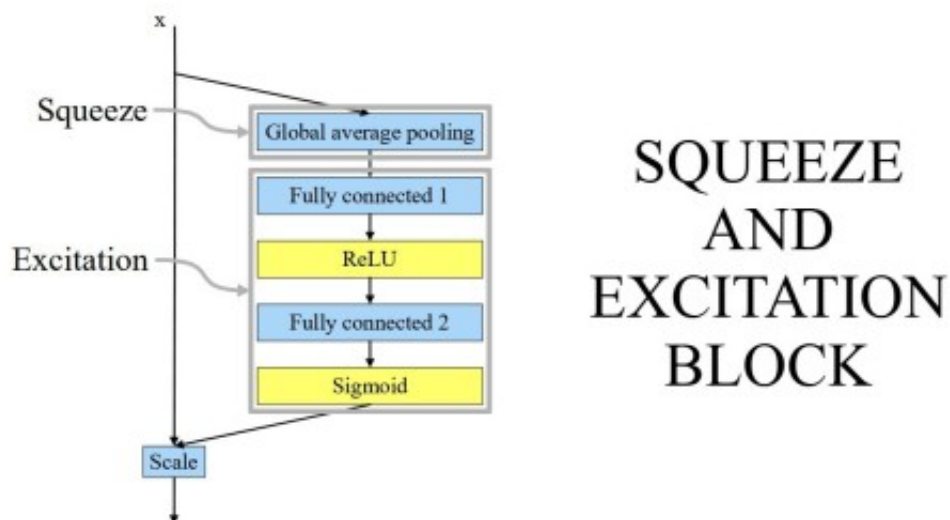 x
Squeeze
Global average pooling
Fully connected 1
Excitation
ReLU
Fully connected 2
Sigmoid
Scale
SQUEEZE
AND
EXCITATION
BLOCK